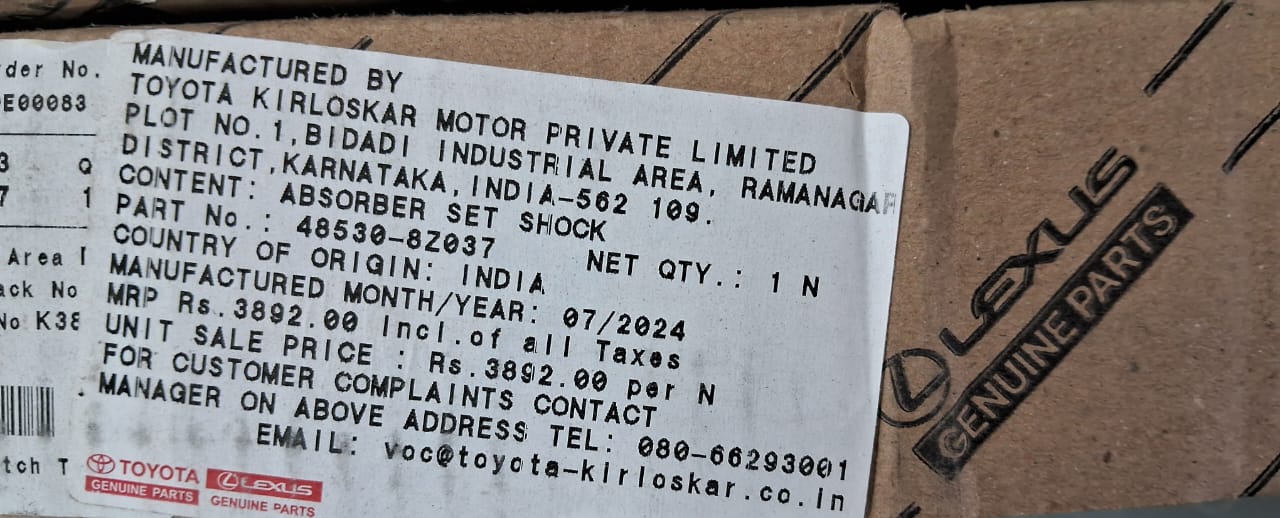 der No.
E00083
3 Q
7 1
Area
ack No
No K38
tch T
MANUFACTURED BY
TOYOTA KIRLOSKAR MOTOR PRIVATE LIMITED
PLOT NO.1,BIDADI INDUSTRIAL AREA, RAMANAGAR
DISTRICT,KARNATAKA,INDIA-562 109.
CONTENT: ABSORBER SET SHOCK
PART No.: 48530-8Z037 NET QTY.: 1 N
COUNTRY OF ORIGIN: INDIA
MANUFACTURED MONTH/YEAR: 07/2024
MRP Rs.3892.00 Incl.of all Taxes
UNIT SALE PRICE : Rs.3892.00 per N
FOR CUSTOMER COMPLAINTS CONTACT
MANAGER ON ABOVE ADDRESS TEL: 080-66293001
EMAIL: voc@toyota-kirloskar.co.in
TOYOTA
GENUINE PARTS
LEXUS
GENUINE PARTS
LEXUS
GENUINE PARTS